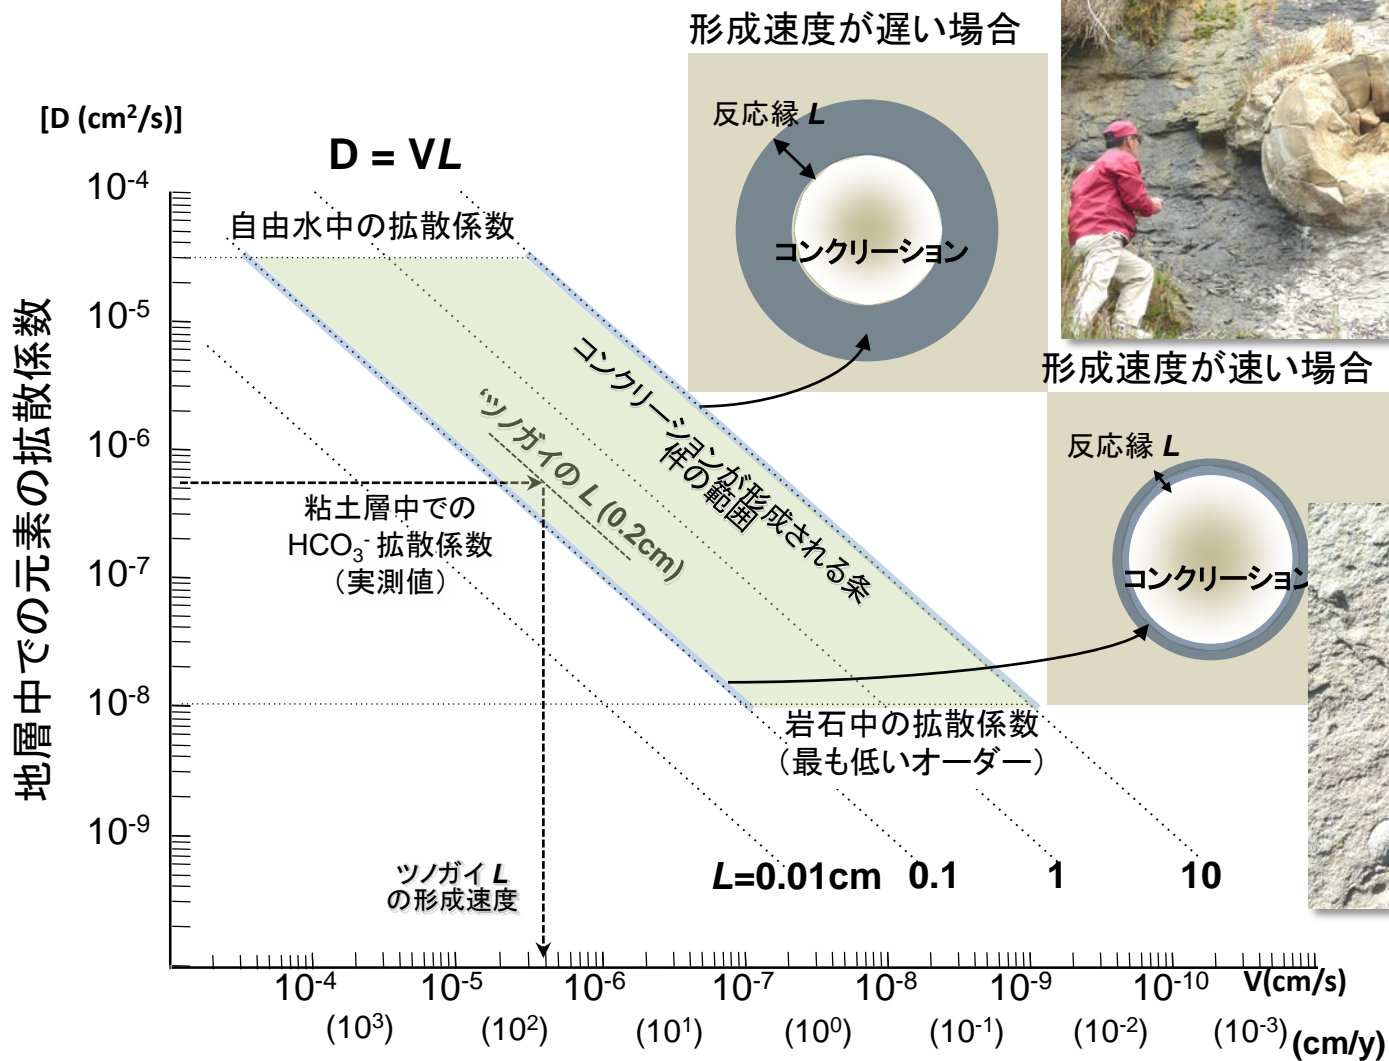 形成速度が遅い場合
反応縁 L
コンクリーション
[D (cm²/s)]
D = VL
10⁻⁴
自由水中の拡散係数
10⁻⁵
10⁻⁶
10⁻⁷
10⁻⁸
10⁻⁹
地層中での元素の拡散係数
コンクリーションが形成される条
件の範囲
ツノガイの L (0.2cm)
粘土層中での
HCO₃⁻ 拡散係数
（実測値）
形成速度が速い場合
反応縁 L
コンクリーション
岩石中の拡散係数
（最も低いオーダー）
ツノガイ L
の形成速度
L=0.01cm 0.1 1 10
10⁻⁴ 10⁻⁵ 10⁻⁶ 10⁻⁷ 10⁻⁸ 10⁻⁹ 10⁻¹⁰ V(cm/s)
(10³) (10²) (10¹) (10⁰) (10⁻¹) (10⁻²) (10⁻³) (cm/y)